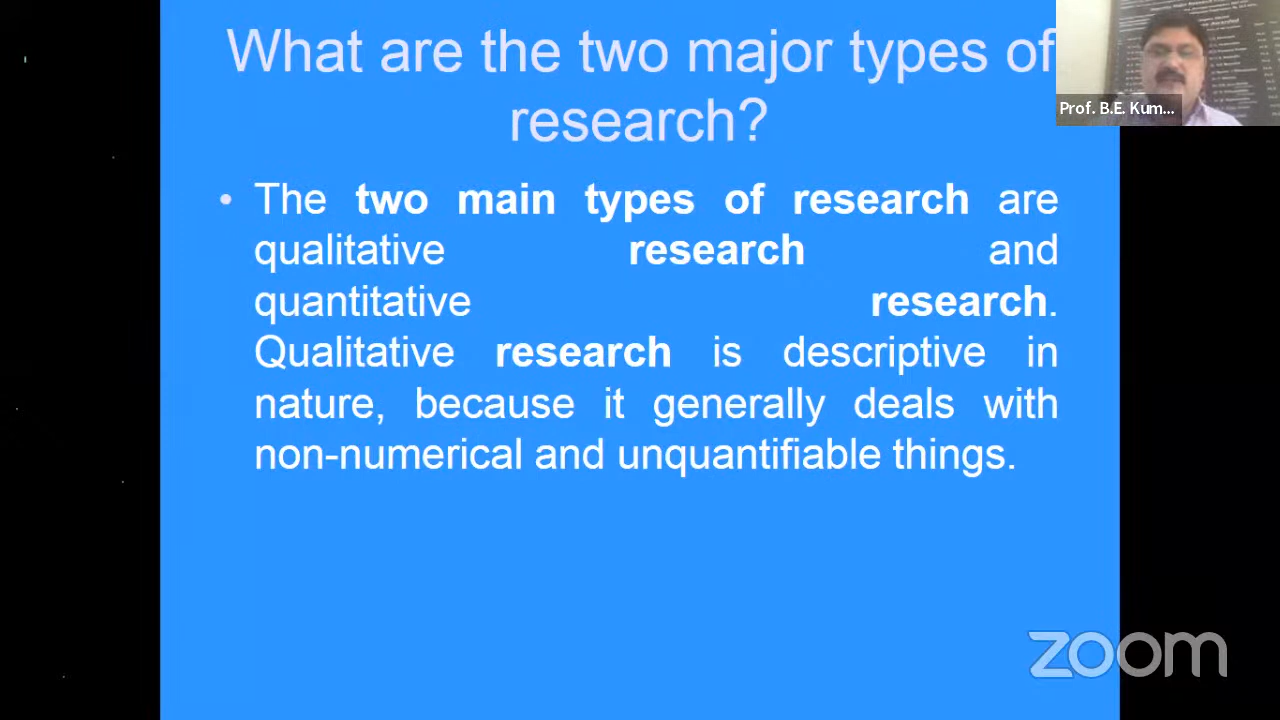 What are the two major types of
research?
Prof. B.E. Kum...
• The two main types of research are
qualitative research and
quantitative research.
Qualitative research is descriptive in
nature, because it generally deals with
non-numerical and unquantifiable things.
zoom